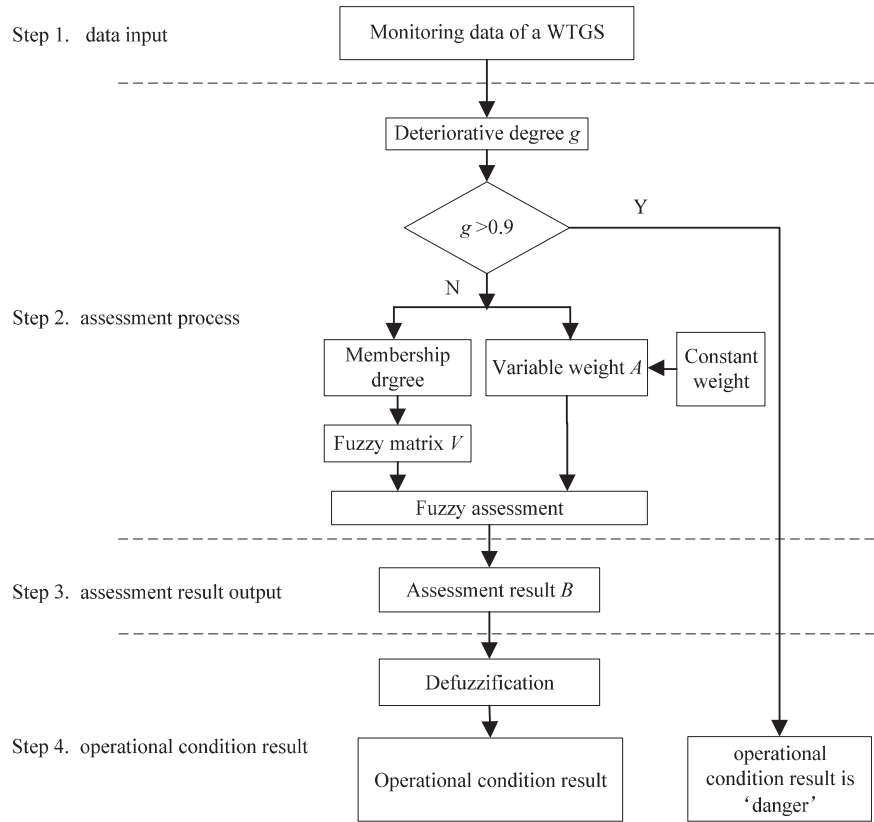 Step 1. data input
Monitoring data of a WTGS
Deteriorative degree g
g >0.9
Y
N
Step 2. assessment process
Membership
drgree
Variable weight A
Constant
weight
Fuzzy matrix V
Fuzzy assessment
Step 3. assessment result output
Assessment result B
Defuzzification
Step 4. operational condition result
Operational condition result
operational
condition result is
‘danger’